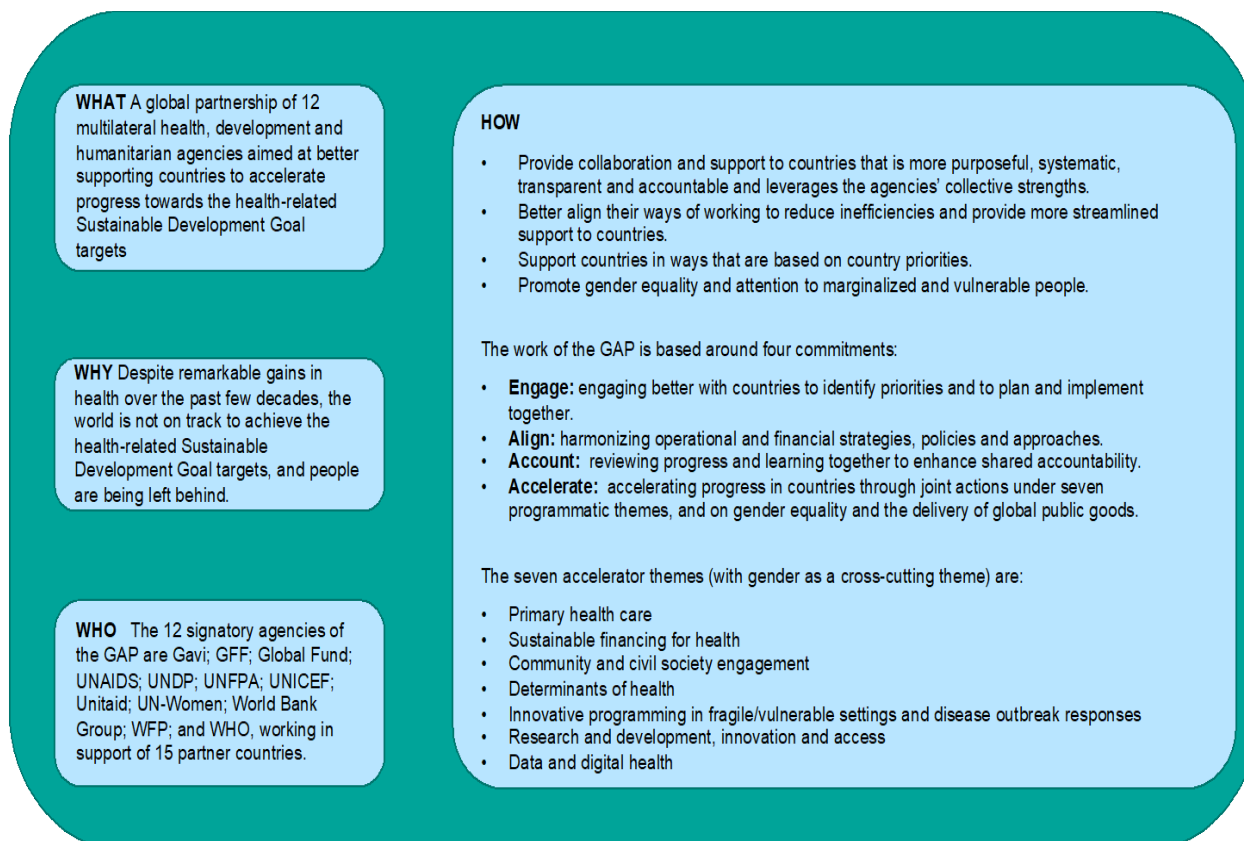 WHAT A global partnership of 12
multilateral health, development and
humanitarian agencies aimed at better
supporting countries to accelerate
progress towards the health-related
Sustainable Development Goal
targets
WHY Despite remarkable gains in
health over the past few decades, the
world is not on track to achieve the
health-related Sustainable
Development Goal targets, and people
are being left behind.
WHO The 12 signatory agencies of
the GAP are Gavi; GFF; Global Fund;
UNAIDS; UNDP; UNFPA; UNICEF;
Unitaid; UN-Women; World Bank
Group; WFP; and WHO, working in
support of 15 partner countries.
HOW
• Provide collaboration and support to countries that is more purposeful, systematic,
transparent and accountable and leverages the agencies' collective strengths.
• Better align their ways of working to reduce inefficiencies and provide more streamlined
support to countries.
• Support countries in ways that are based on country priorities.
• Promote gender equality and attention to marginalized and vulnerable people.
The work of the GAP is based around four commitments:
• Engage: engaging better with countries to identify priorities and to plan and implement
together.
• Align: harmonizing operational and financial strategies, policies and approaches.
• Account: reviewing progress and learning together to enhance shared accountability.
• Accelerate: accelerating progress in countries through joint actions under seven
programmatic themes, and on gender equality and the delivery of global public goods.
The seven accelerator themes (with gender as a cross-cutting theme) are:
• Primary health care
• Sustainable financing for health
• Community and civil society engagement
• Determinants of health
• Innovative programming in fragile/vulnerable settings and disease outbreak responses
• Research and development, innovation and access
• Data and digital health